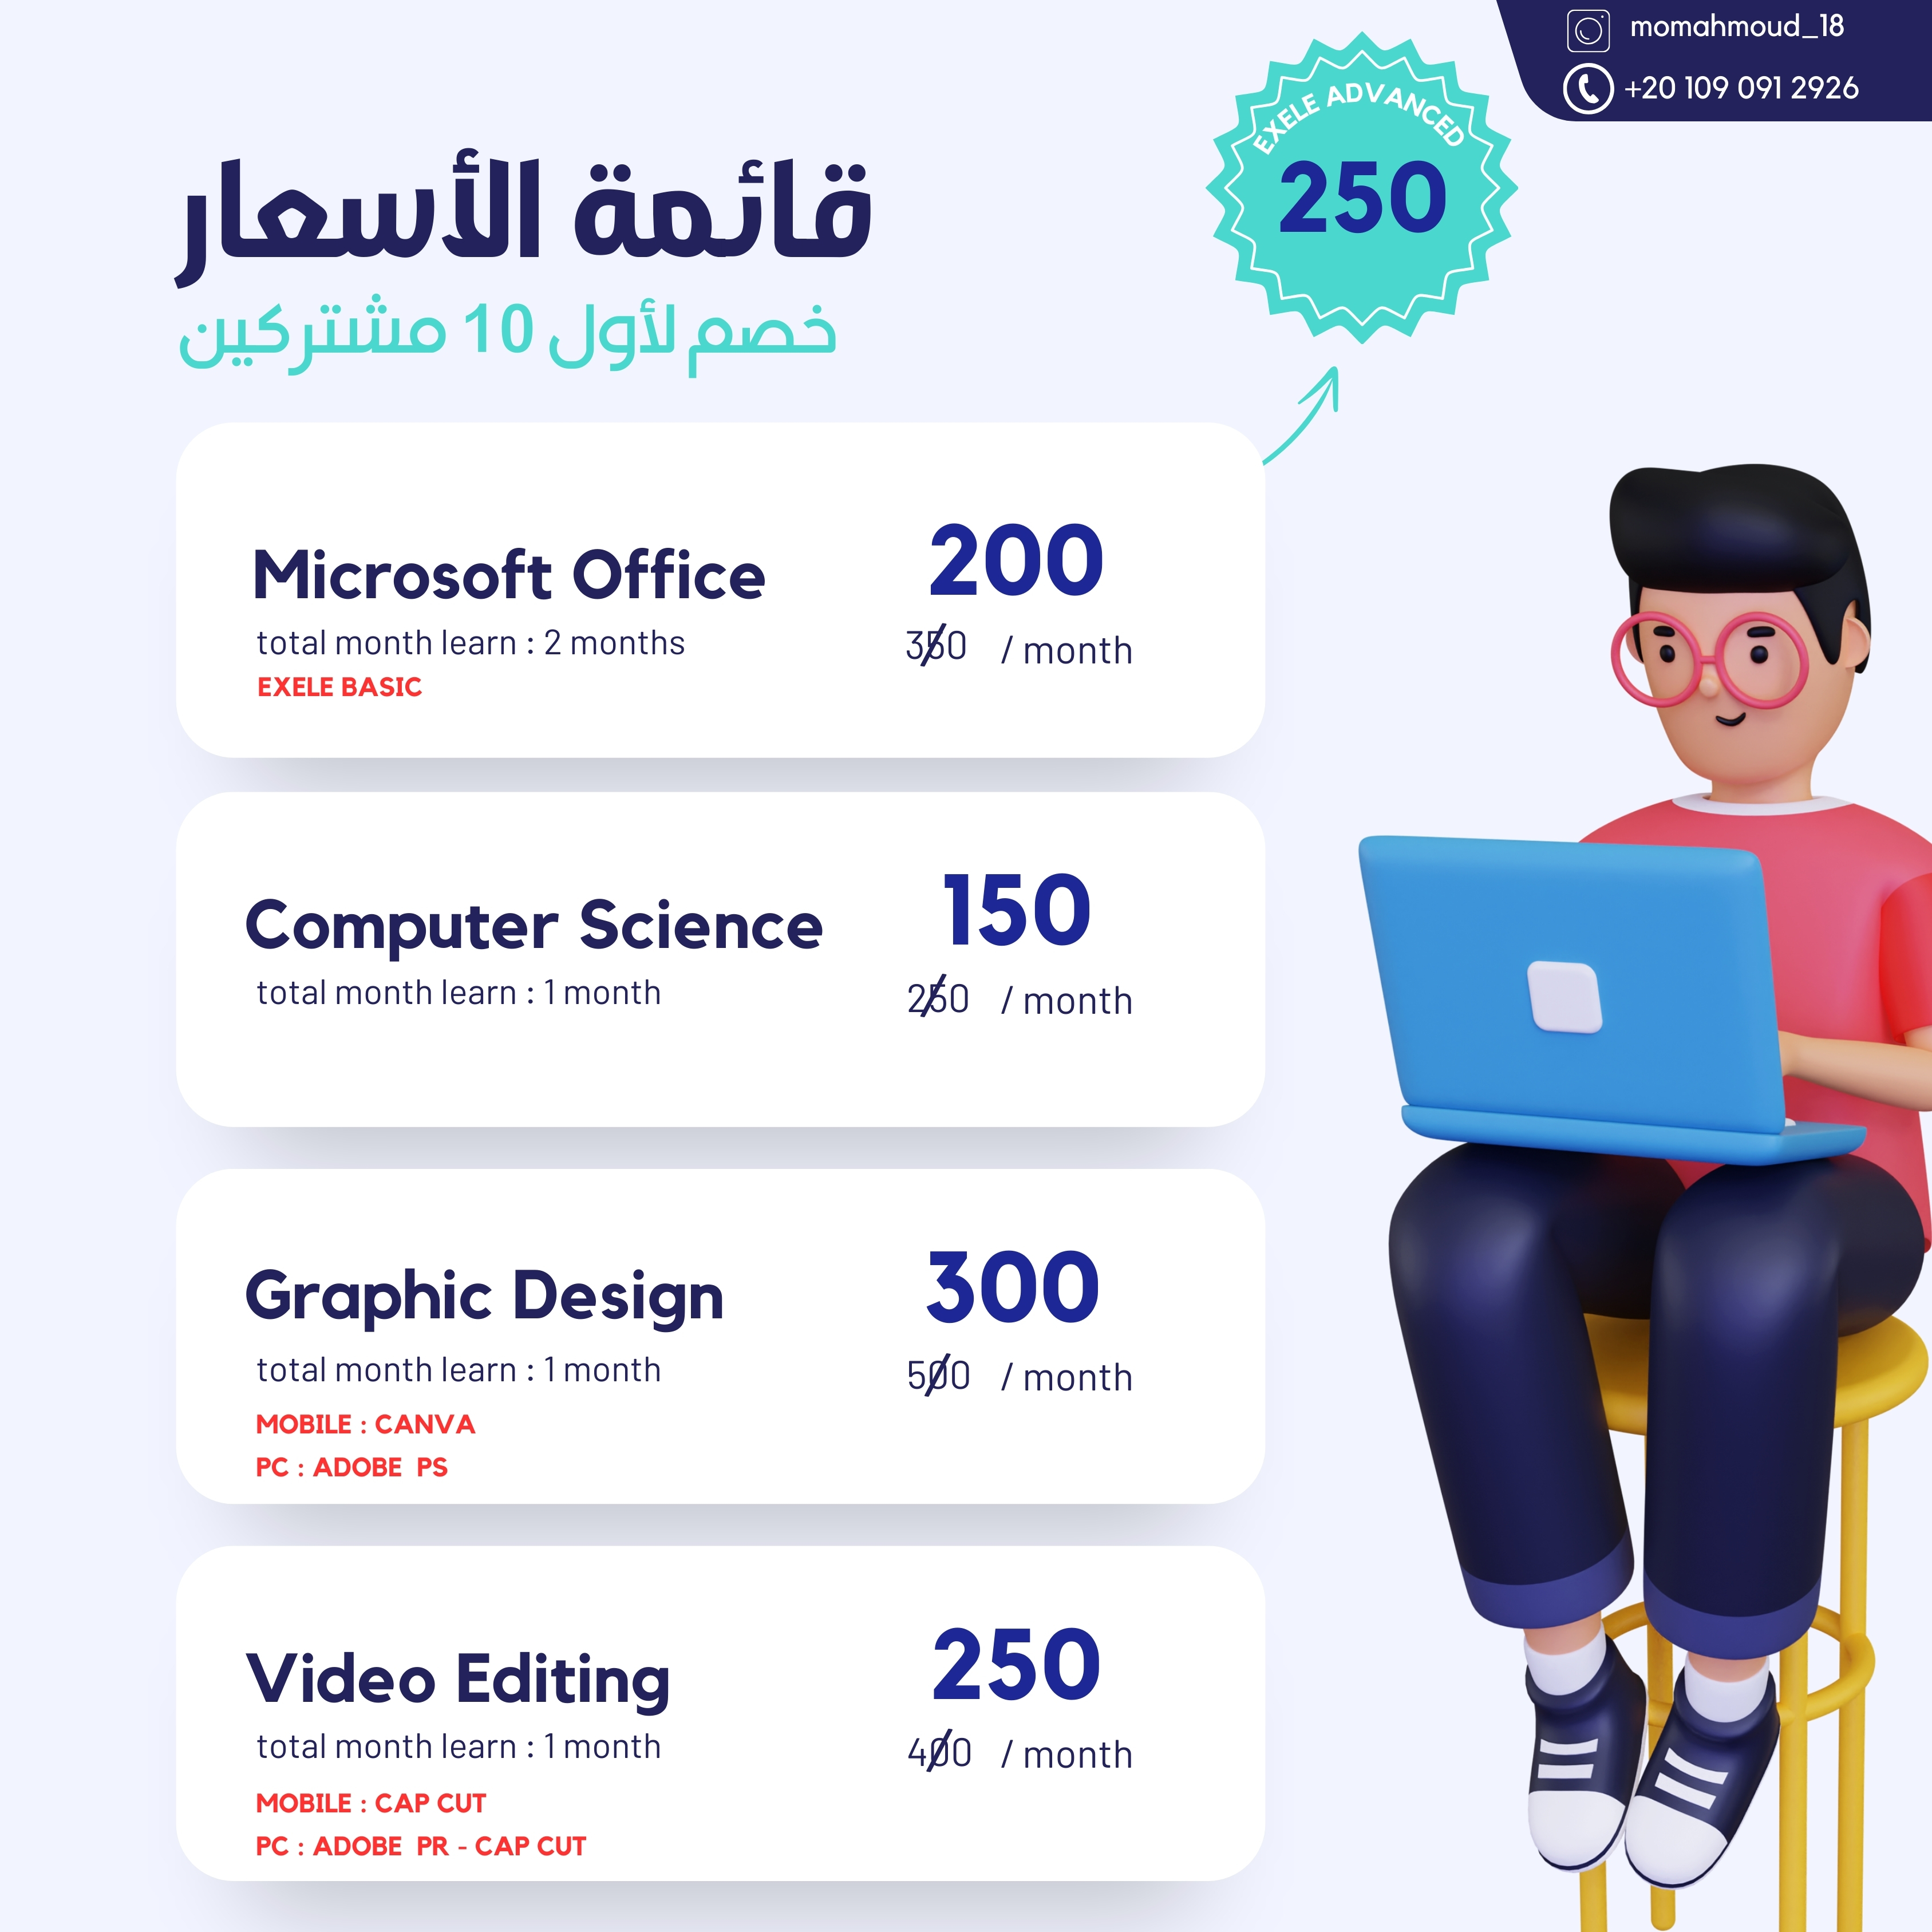 momahmoud_18
+20 109 091 2926
EXELE ADVANCED
250
قائمة الأسعار
خصم لأول 10 مشتركين
Microsoft Office
200
total month learn : 2 months
350 / month
EXELE BASIC
Computer Science
150
total month learn : 1 month
250 / month
Graphic Design
300
total month learn : 1 month
500 / month
MOBILE : CANVA
PC : ADOBE PS
Video Editing
250
total month learn : 1 month
400 / month
MOBILE : CAP CUT
PC : ADOBE PR - CAP CUT